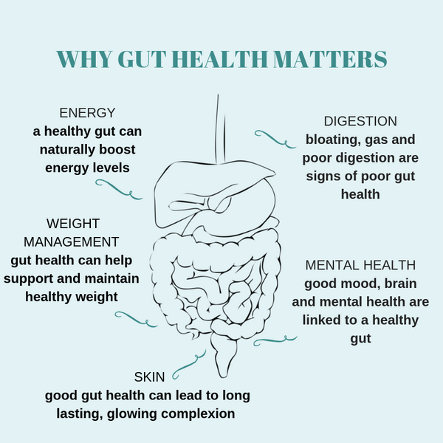 WHY GUT HEALTH MATTERS
ENERGY
a healthy gut can
naturally boost
energy levels
DIGESTION
bloating, gas and
poor digestion are
signs of poor gut
health
WEIGHT
MANAGEMENT
gut health can help
support and maintain
healthy weight
MENTAL HEALTH
good mood, brain
and mental health are
linked to a healthy
gut
SKIN
good gut health can lead to long
lasting, glowing complexion